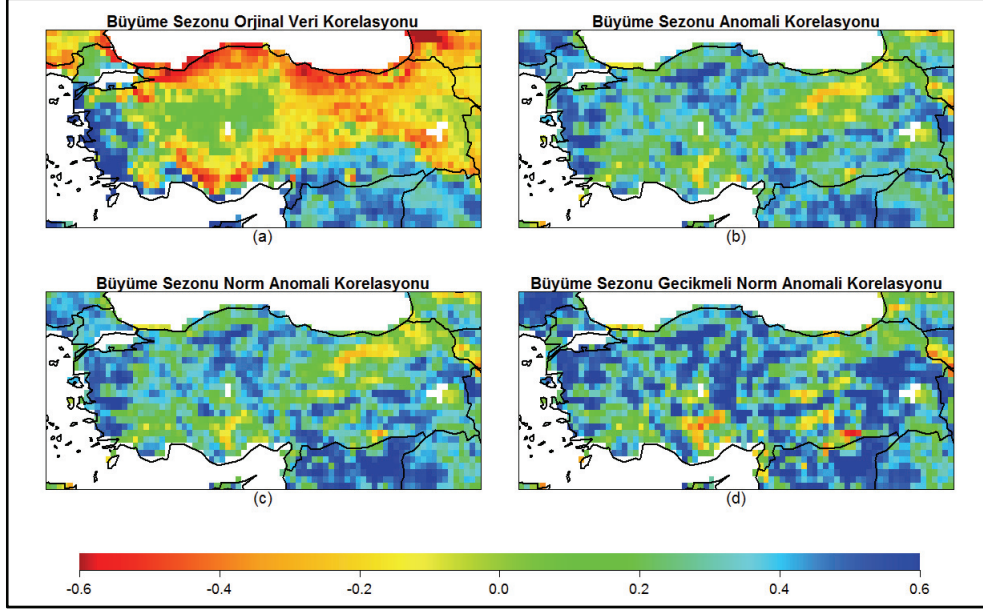 Büyüme Sezonu Orjinal Veri Korelasyonu
Büyüme Sezonu Anomali Korelasyonu
(a)
(b)
Büyüme Sezonu Norm Anomali Korelasyonu
Büyüme Sezonu Gecikmeli Norm Anomali Korelasyonu
(c)
(d)
-0.6 -0.4 -0.2 0.0 0.2 0.4 0.6